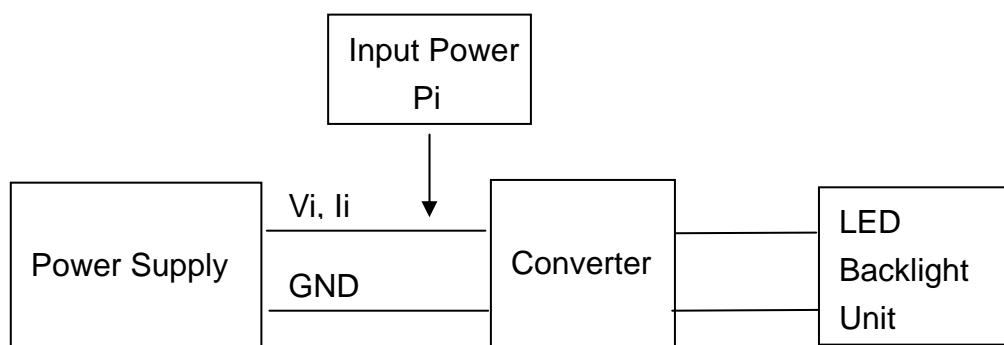 Input Power
Pi
Vi, Ii
Power Supply
GND
Converter
LED
Backlight
Unit